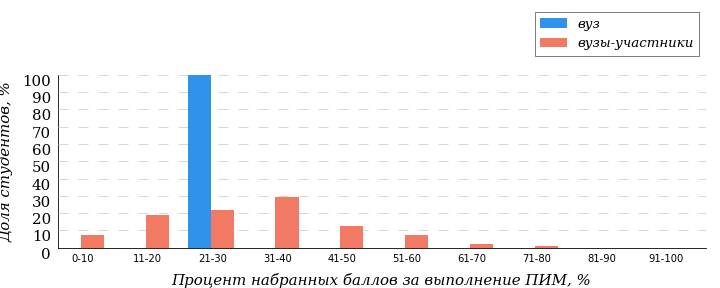 вуз
вузы-участники
Доля студентов, %
100
90
80
70
60
50
40
30
20
10
0
0-10 11-20 21-30 31-40 41-50 51-60 61-70 71-80 81-90 91-100
Процент набранных баллов за выполнение ПИМ, %